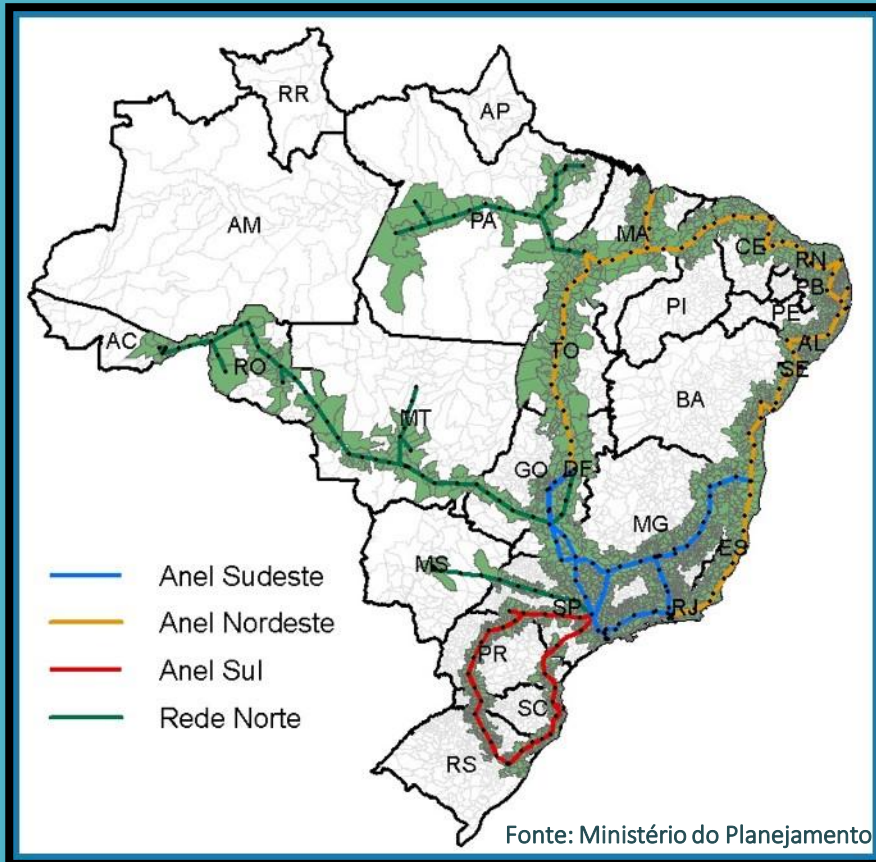 RR
AP
AM
PA
MA
CE
RN
PB
PE
PI
AL
SE
AC
RO
TO
BA
MT
GO
DF
MG
ES
MS
SP
RJ
PR
SC
RS
Anel Sudeste
Anel Nordeste
Anel Sul
Rede Norte
Fonte: Ministério do Planejamento